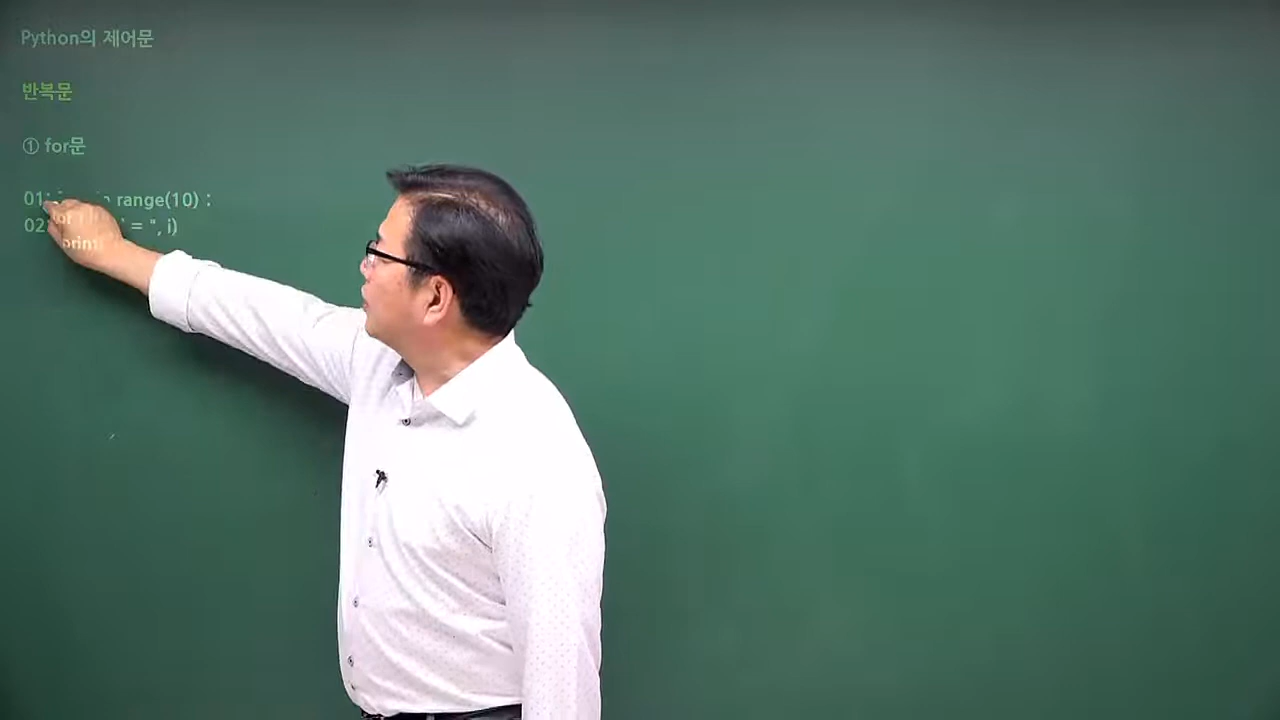 Python의 제어문
반복문
① for문
01: for i in range(10) :
02: print(" = ", i)